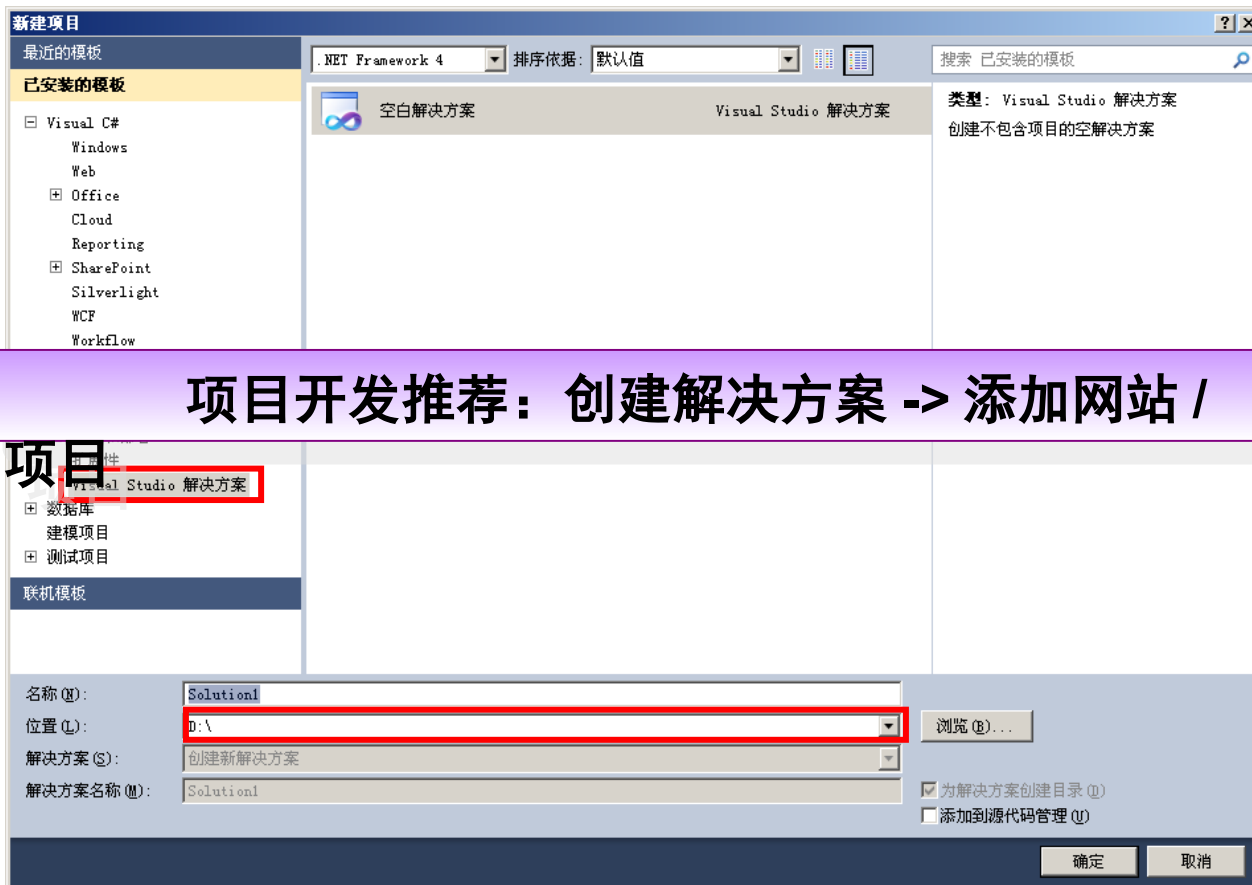 新建项目
最近的模板
.NET Framework 4 排序依据: 默认值
搜索 已安装的模板
已安装的模板
空白解决方案 Visual Studio 解决方案
类型: Visual Studio 解决方案
创建不包含项目的空解决方案
Visual C#
Windows
Web
Office
Cloud
Reporting
SharePoint
Silverlight
WCF
Workflow
项目开发推荐：创建解决方案 -> 添加网站 /
项目
Visual Studio 解决方案
数据库
建模项目
测试项目
联机模板
名称(N): Solution1
位置(L): D:\ 浏览(B)...
解决方案(S): 创建新解决方案
解决方案名称(M): Solution1
为解决方案创建目录(D)
添加到源代码管理(U)
确定 取消